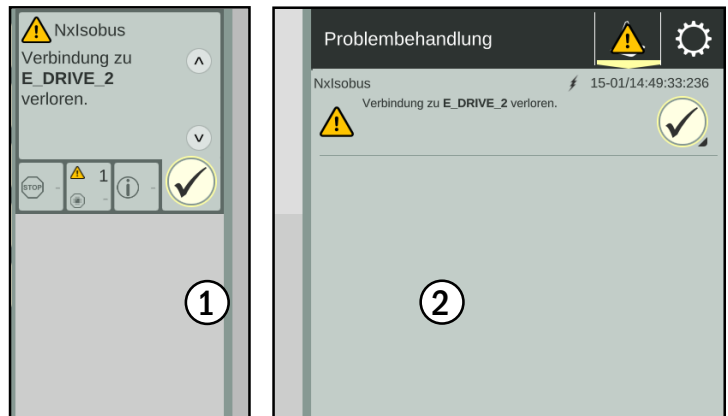 NxIsobus
Verbindung zu
E_DRIVE_2
verloren.
STOP - 1 -
-
1
Problembehandlung
NxIsobus 15-01/14:49:33:236
Verbindung zu E_DRIVE_2 verloren.
2